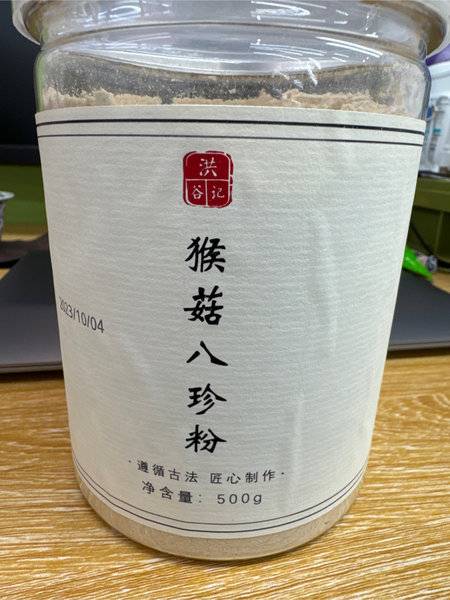 洪
谷记
猴菇八珍粉
2023/10/04
·遵循古法 匠心制作·
净含量: 500g